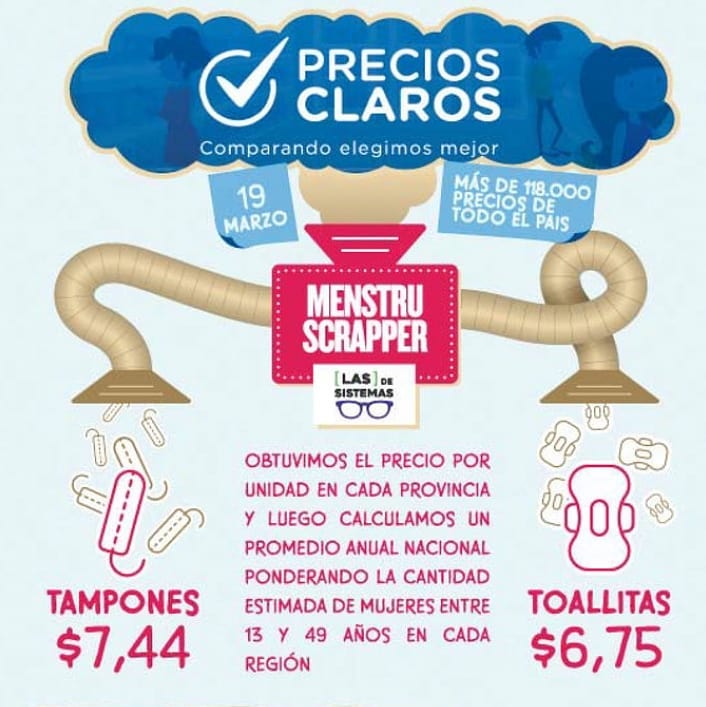 PRECIOS
CLAROS
Comparando elegimos mejor
19
MARZO
MÁS DE 118.000
PRECIOS DE
TODO EL PAIS
MENSTRU
SCRAPPER
[LAS] DE
SISTEMAS
OBTUVIMOS EL PRECIO POR
UNIDAD EN CADA PROVINCIA
Y LUEGO CALCULAMOS UN
PROMEDIO ANUAL NACIONAL
PONDERANDO LA CANTIDAD
ESTIMADA DE MUJERES ENTRE
13 Y 49 AÑOS EN CADA
REGIÓN
TAMPONES
$7,44
TOALLITAS
$6,75